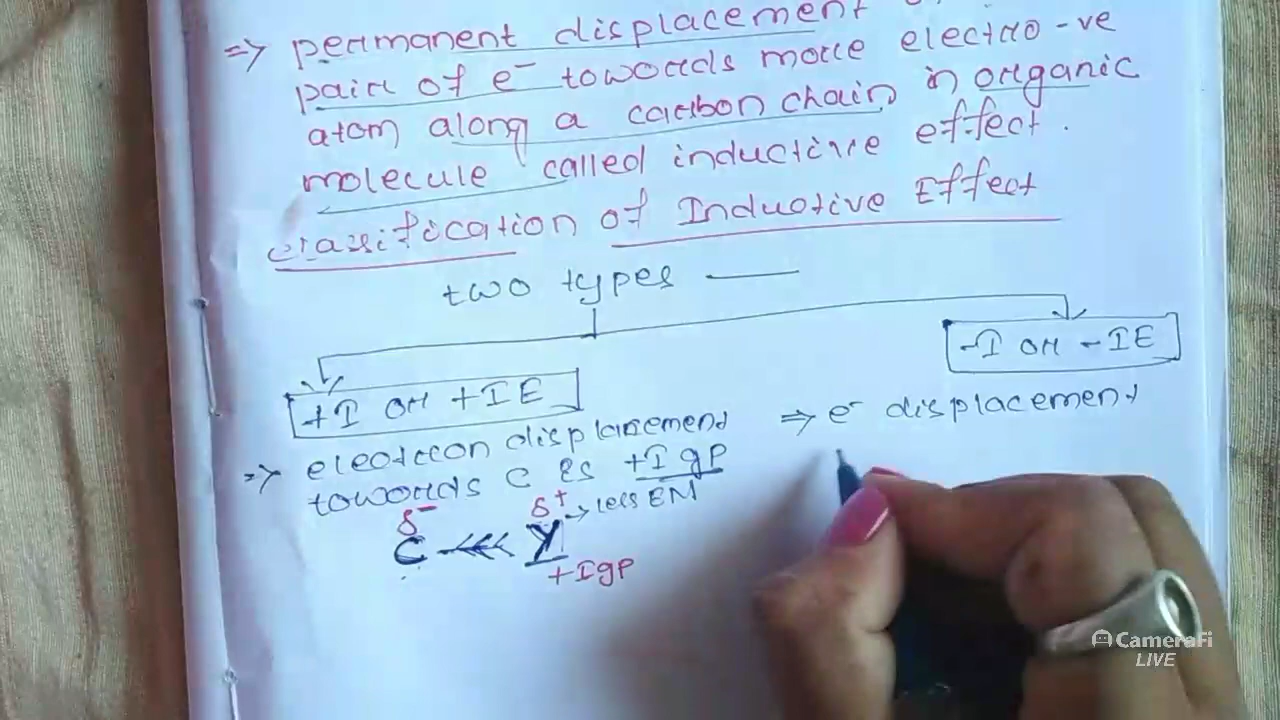 => permanent displacement
pair of e⁻ towards more electro -ve
atom along a carbon chain in organic
molecule called inductive effect.
classification of Inductive Effect
two types
+I OR +IE
-I OR -IE
=> electron displacement
towards C is +I gp
=> e⁻ displacement
δ⁻ δ⁺ → less EN
C Y
+Igp
CameraFi
LIVE